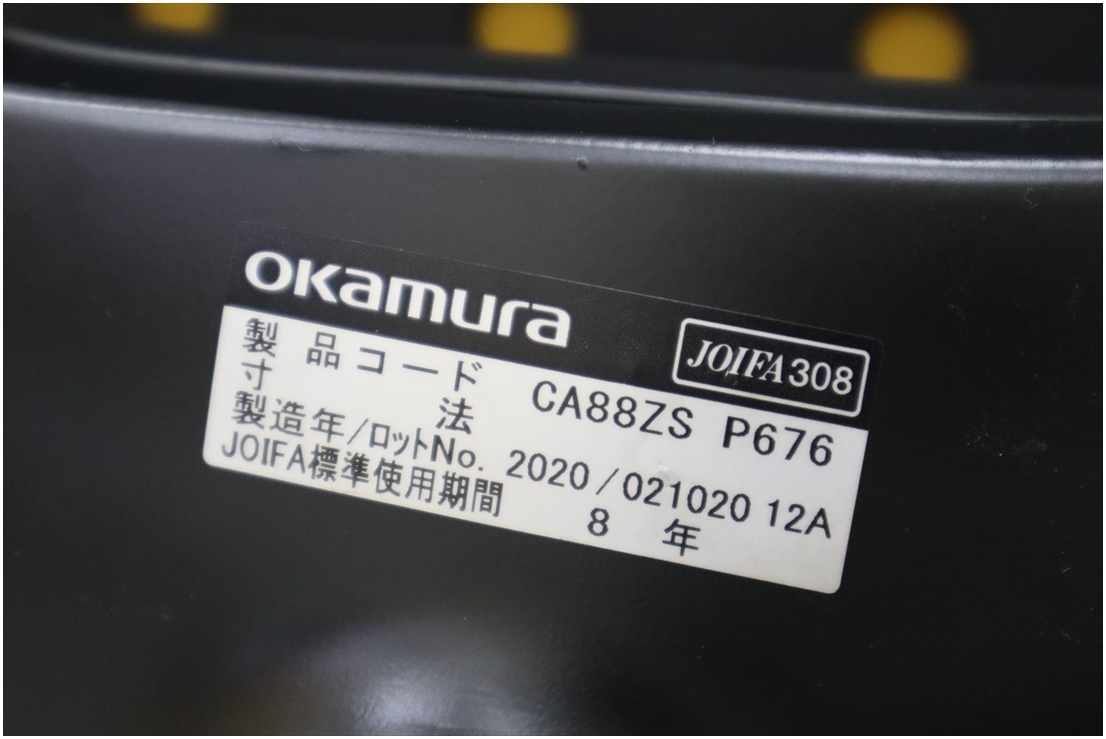 OKamura
JOIFA308
製品コード CA88ZS P676
寸法
製造年/ロットNo. 2020/021020 12A
JOIFA標準使用期間 8年